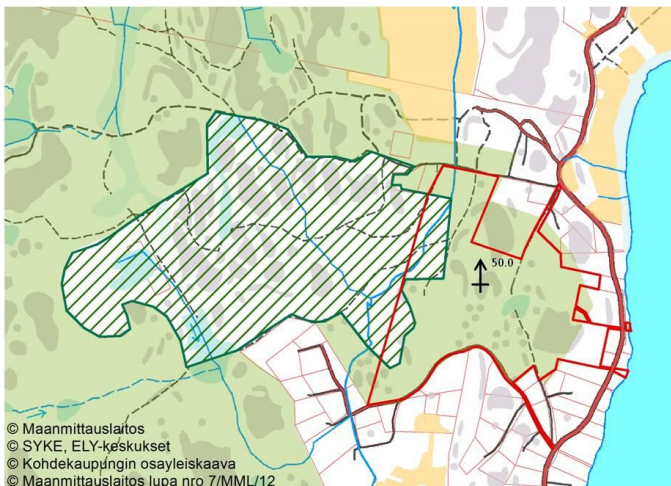 50.0
© Maanmittauslaitos
© SYKE, ELY-keskukset
© Kohdekaupungin osayleiskaava
© Maanmittauslaitos lupa nro 7/MML/12